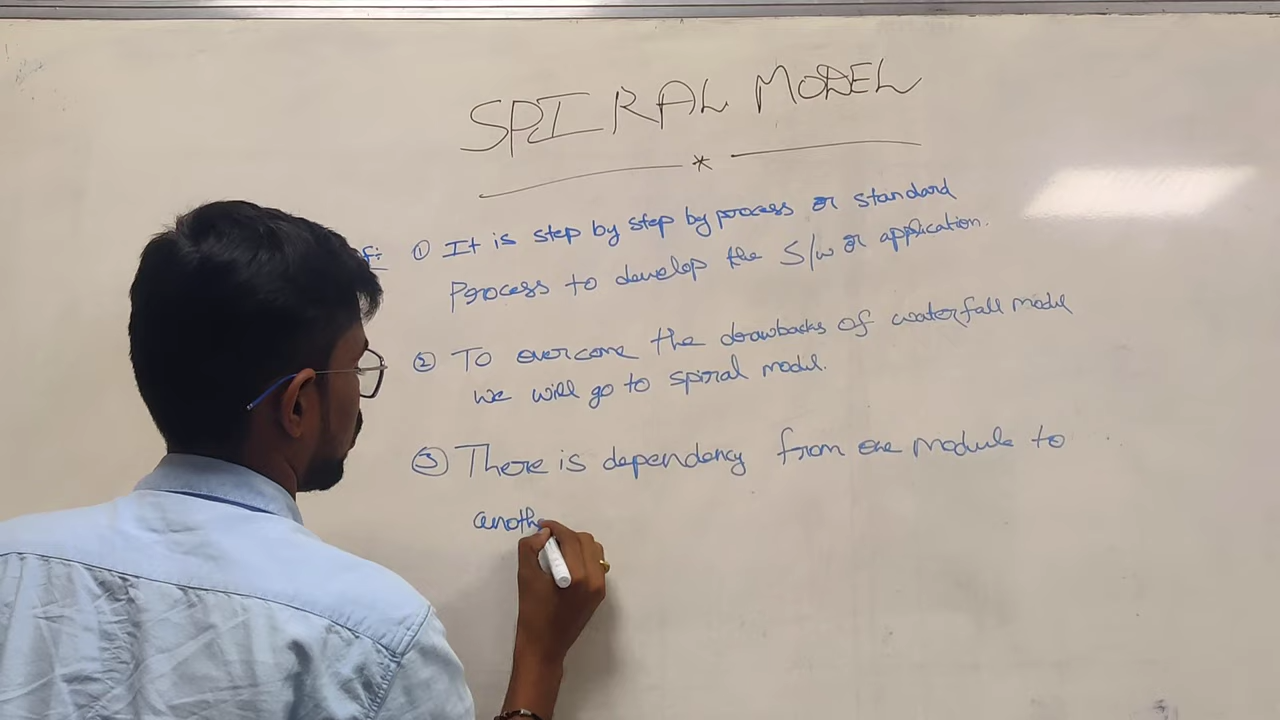 SPIRAL MODEL
*
f: ① It is step by step by process or standard
Process to develop the S/w or application.
② To overcome the drawbacks of waterfall model
we will go to spiral model.
③ There is dependency from one module to
anothe